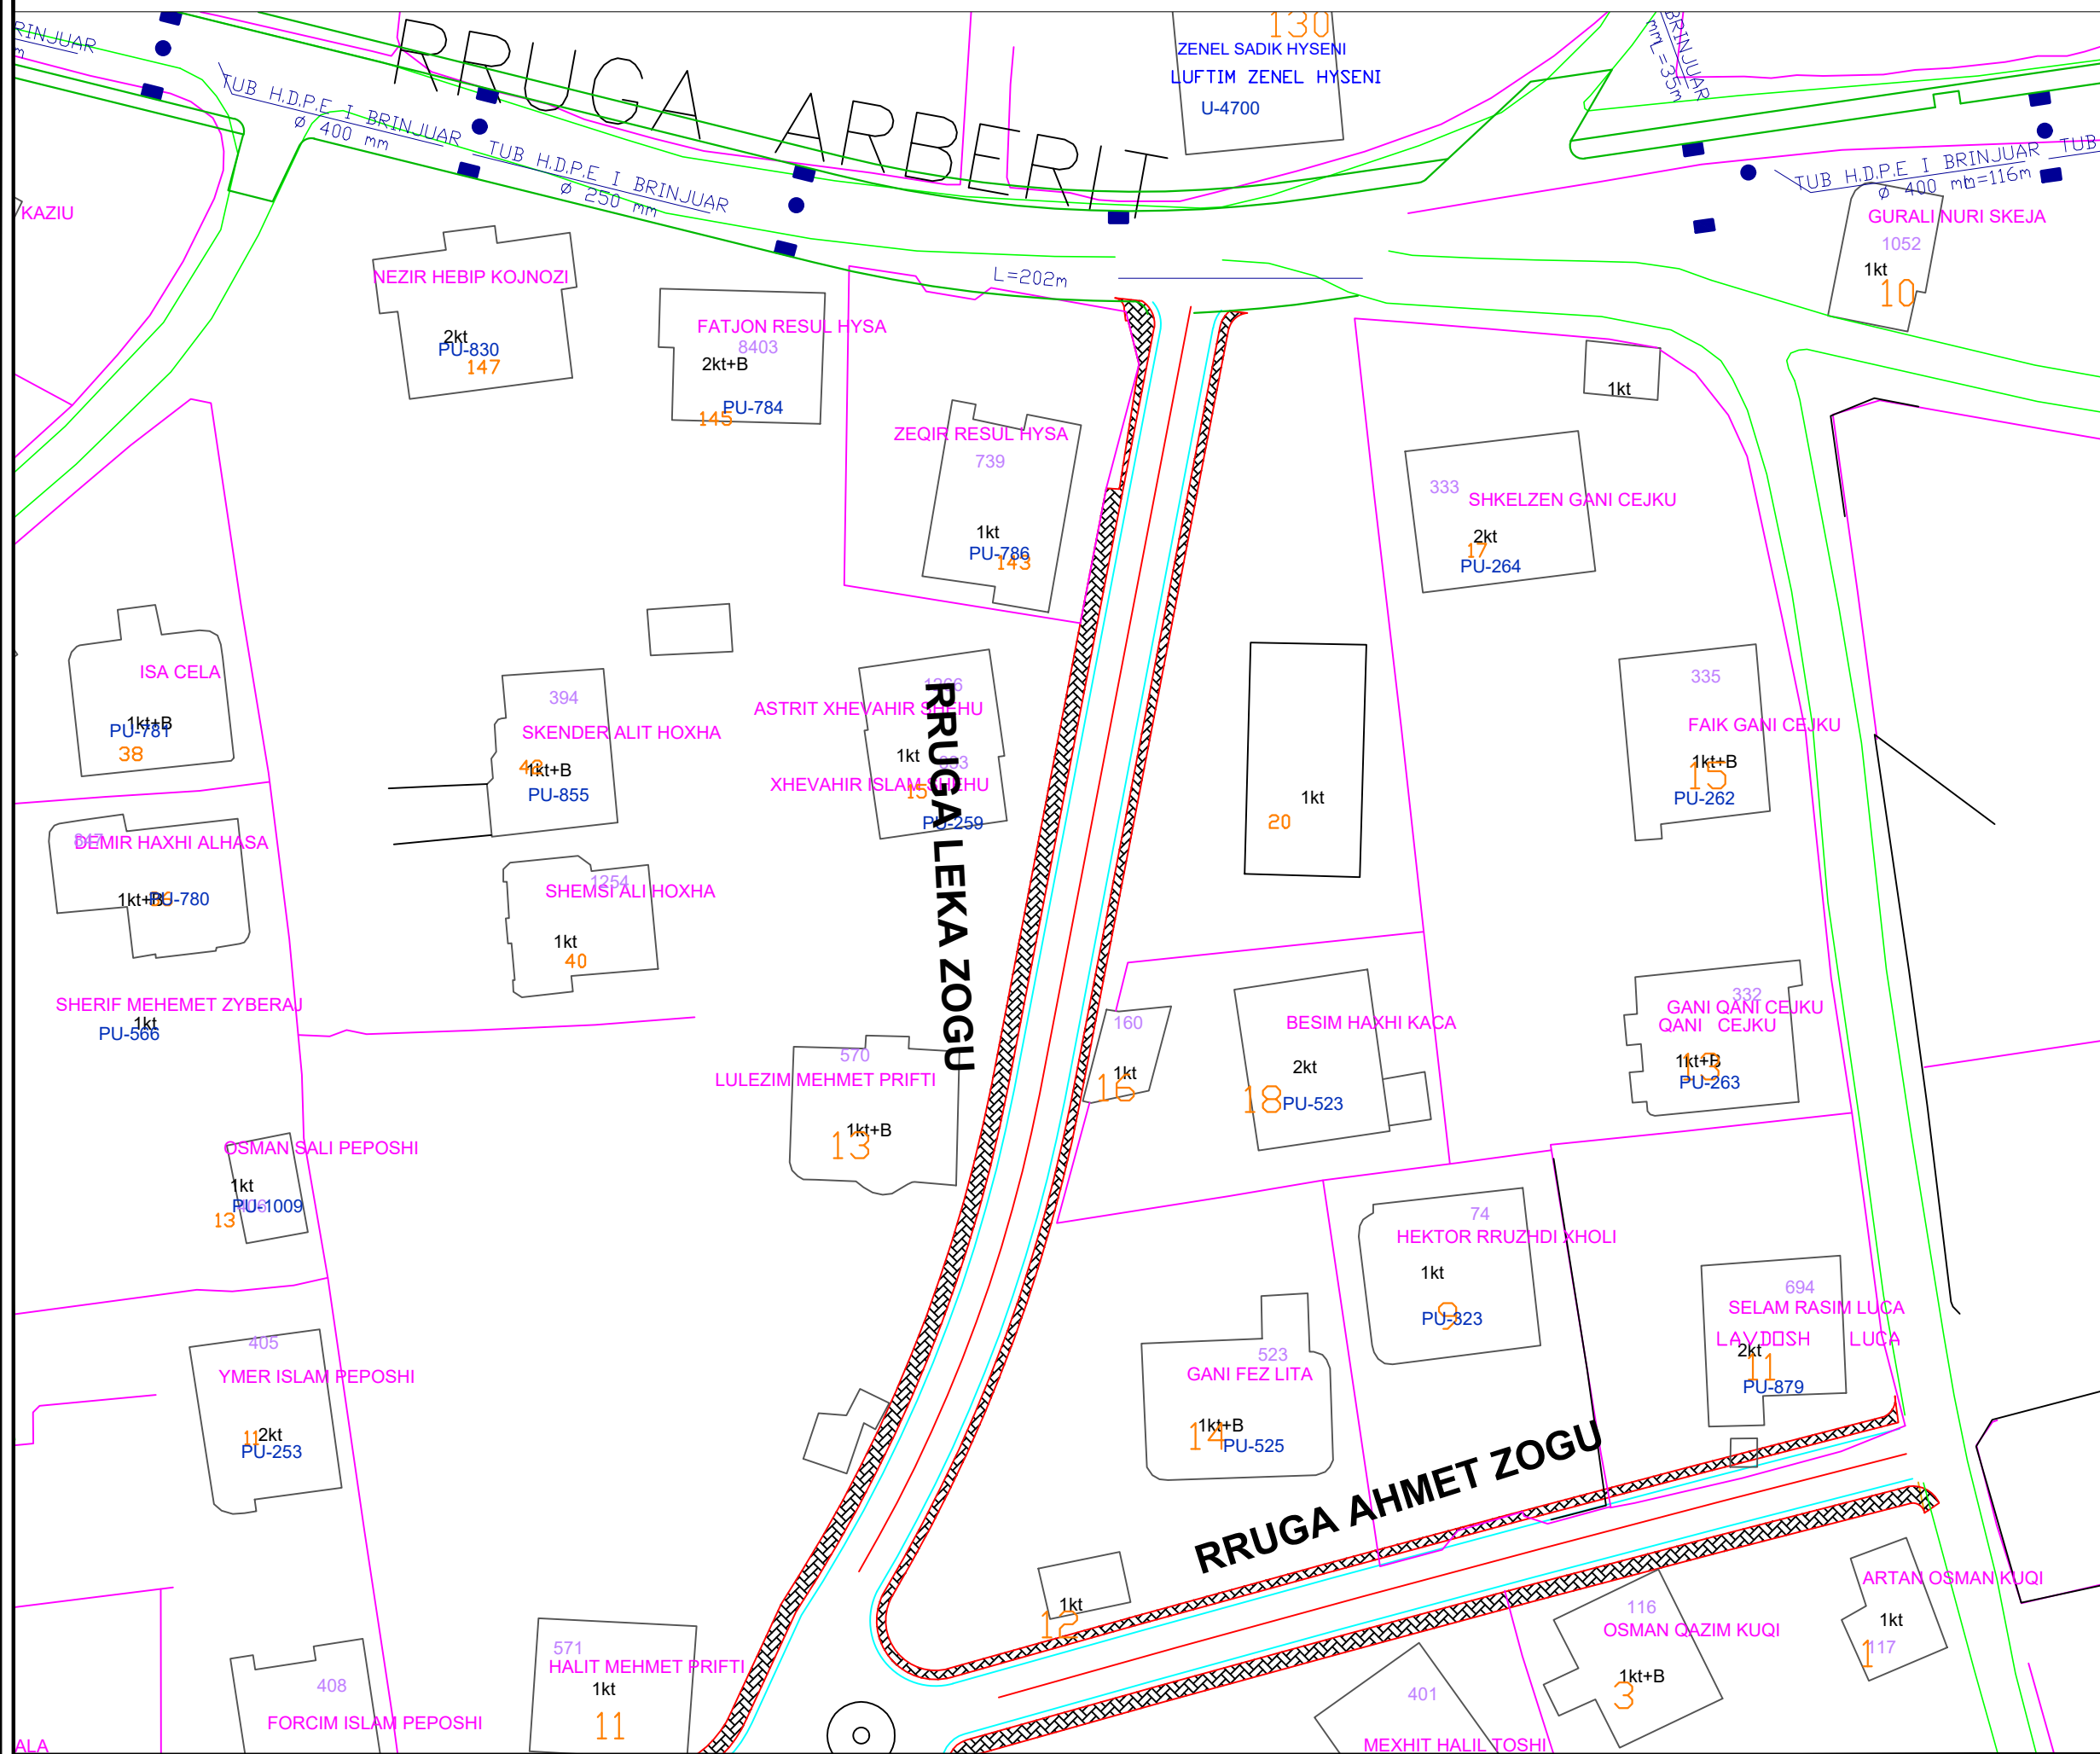 RINJUAR
TUB H.D.P.E I BRINJUAR
ø 400 mm
TUB H.D.P.E I BRINJUAR
ø 250 mm
RRUGA ARBERIT
130
ZENEL SADIK HYSENI
LUFTIM ZENEL HYSENI
U-4700
BRINJUAR
mm L=35m
TUB H.D.P.E I BRINJUAR
ø 400 mm
L=116m
TUB
KAZIU
GURALI NURI SKEJA
1052
1kt
10
NEZIR HEBIP KOJNOZI
2kt
PU-830
147
L=202m
FATJON RESUL HYSA
8403
2kt+B
PU-784
145
1kt
ZEQIR RESUL HYSA
739
1kt
PU-786
143
333
SHKELZEN GANI CEJKU
2kt
17
PU-264
ISA CELA
1kt+B
PU-781
38
394
SKENDER ALIT HOXHA
1kt+B
PU-855
1266
ASTRIT XHEVAHIR SHEHU
1kt
XHEVAHIR ISLAM SHEHU
15
PU-259
RRUGA LEKA ZOGU
1kt
20
335
FAIK GANI CEJKU
1kt+B
15
PU-262
DEMIR HAXHI ALHASA
1kt+B
PU-780
1254
SHEMSI ALI HOXHA
1kt
40
SHERIF MEHEMET ZYBERAJ
1kt
PU-566
570
LULEZIM MEHMET PRIFTI
1kt+B
13
160
1kt
16
BESIM HAXHI KACA
2kt
18
PU-523
332
GANI QANI CEJKU
QANI CEJKU
1kt+B
13
PU-263
OSMAN SALI PEPOSHI
1kt
PU-1009
13
74
HEKTOR RRUZHDI XHOLI
1kt
9
PU-323
694
SELAM RASIM LUCA
LAVDOSH LUCA
2kt
11
PU-879
405
YMER ISLAM PEPOSHI
2kt
11
PU-253
523
GANI FEZ LITA
1kt+B
14
PU-525
RRUGA AHMET ZOGU
1kt
12
ARTAN OSMAN KUQI
1kt
117
1
116
OSMAN QAZIM KUQI
1kt+B
3
571
HALIT MEHMET PRIFTI
1kt
11
408
FORCIM ISLAM PEPOSHI
401
MEXHIT HALIL TOSHI
ALA